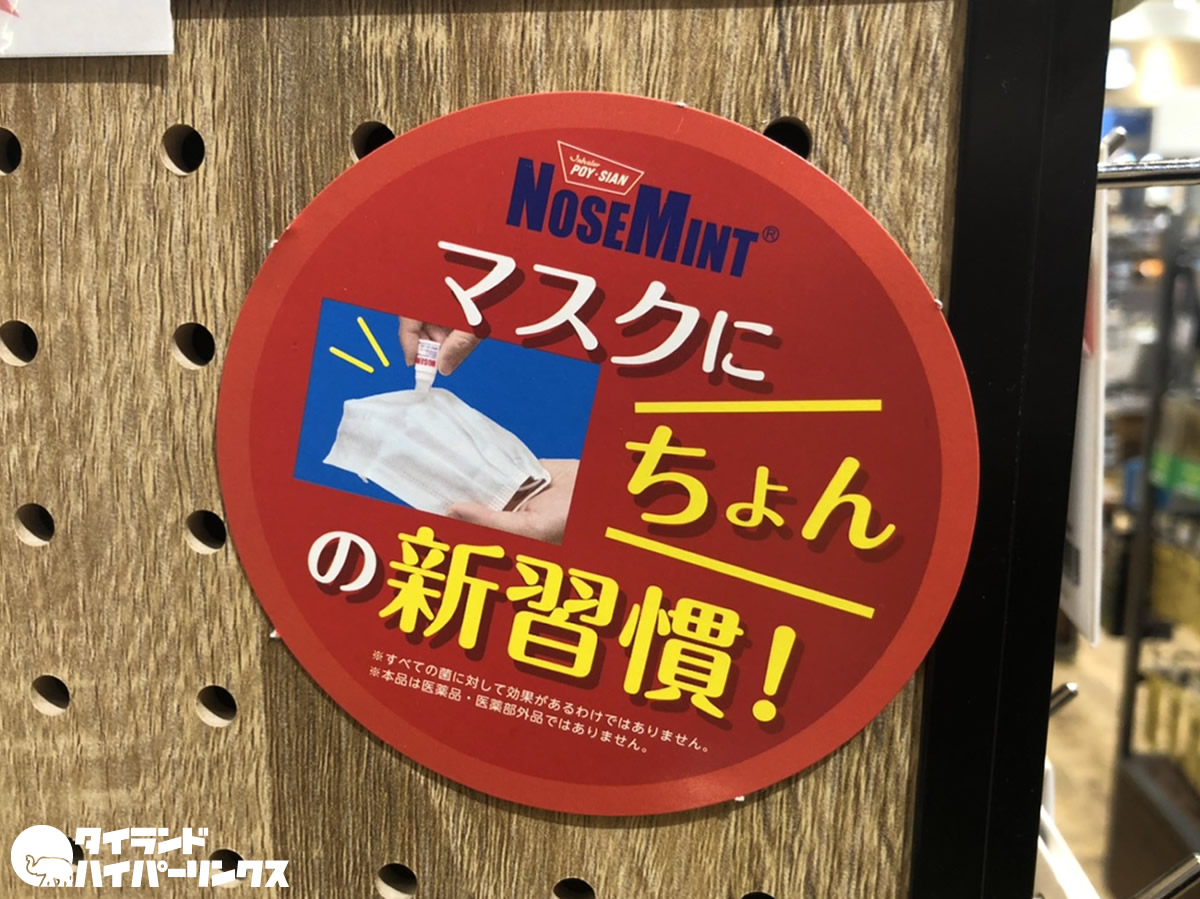 Inhaler
POY-SIAN
NOSEMINT®
マスクに
ちょん
の新習慣!
※すべての菌に対して効果があるわけではありません。
※本品は医薬品・医薬部外品ではありません。
タイランド
ハイパーリンクス